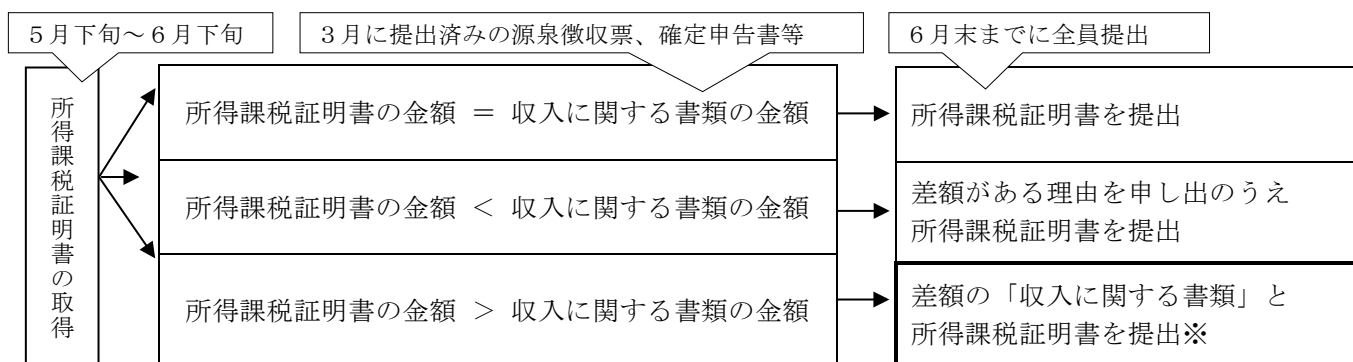 5月下旬～6月下旬
3月に提出済みの源泉徴収票、確定申告書等
6月末までに全員提出
所得課税証明書の取得
所得課税証明書の金額 ＝ 収入に関する書類の金額
所得課税証明書を提出
所得課税証明書の金額 ＜ 収入に関する書類の金額
差額がある理由を申し出のうえ
所得課税証明書を提出
所得課税証明書の金額 ＞ 収入に関する書類の金額
差額の「収入に関する書類」と
所得課税証明書を提出※